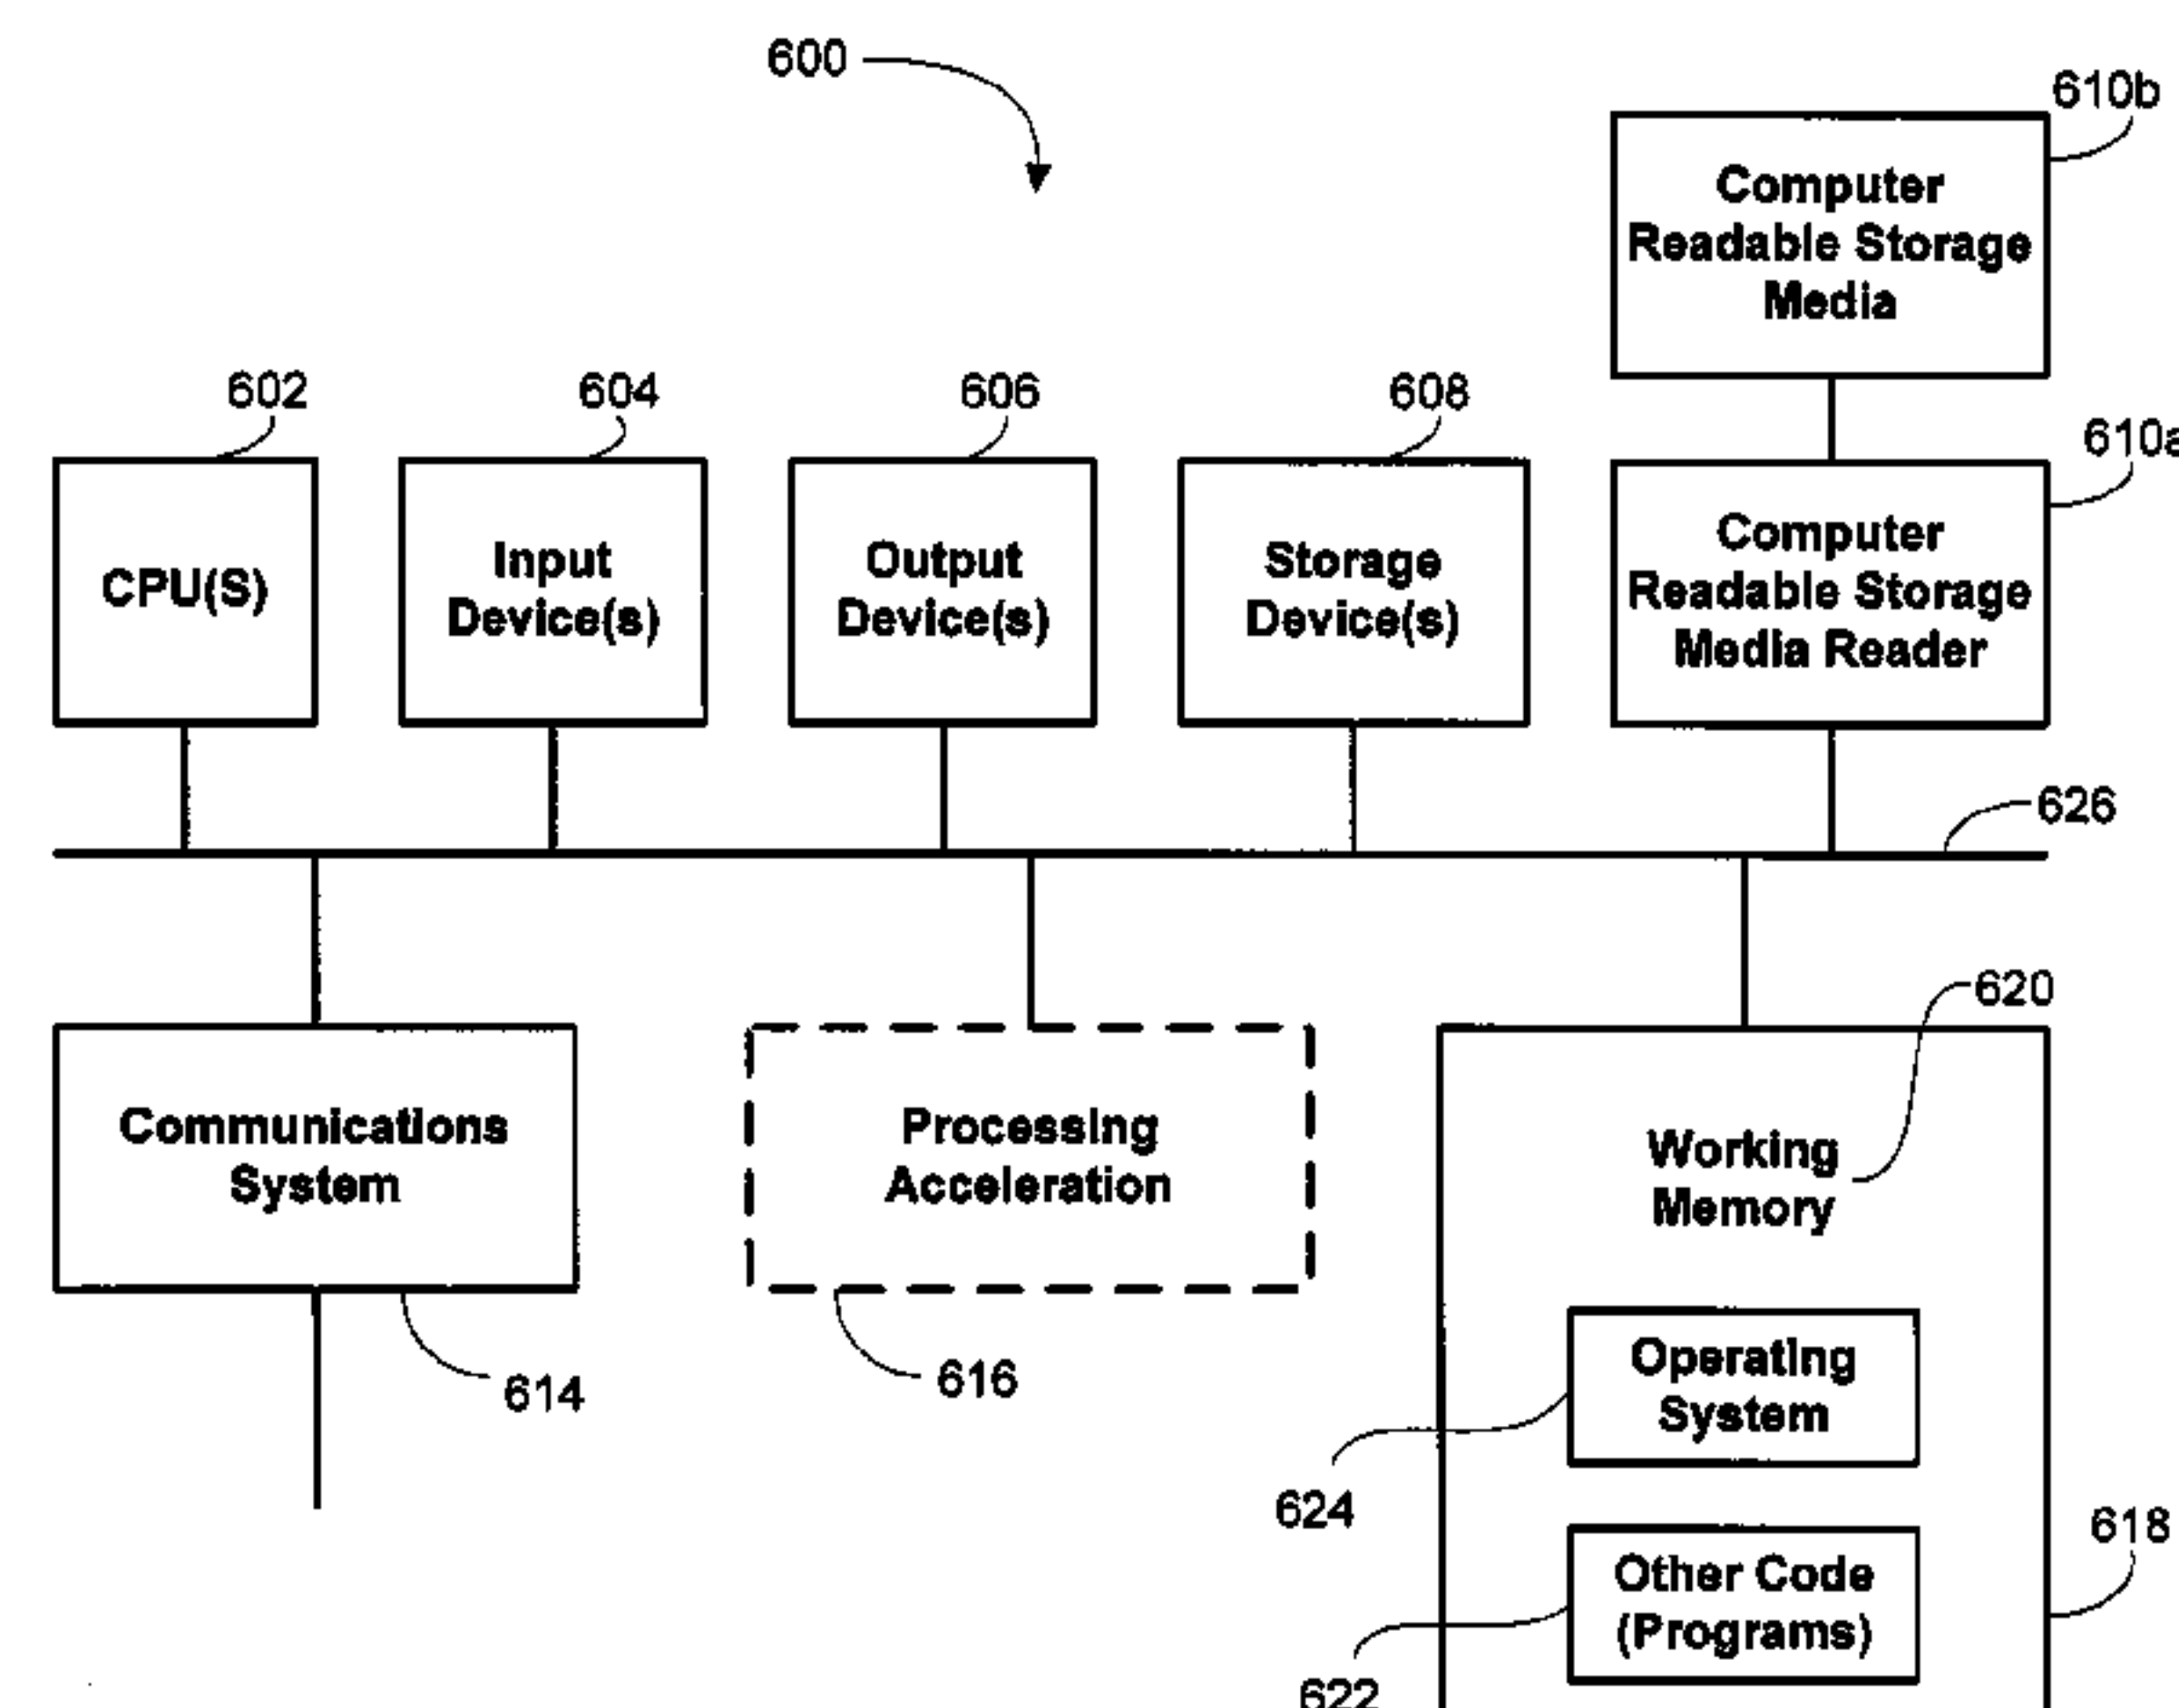 600
610b
Computer
Readable Storage
Media
602
604
606
608
610a
CPU(S)
Input
Device(s)
Output
Device(s)
Storage
Device(s)
Computer
Readable Storage
Media Reader
626
620
Communications
System
Processing
Acceleration
Working
Memory
614
616
Operating
System
624
618
Other Code
(Programs)
622